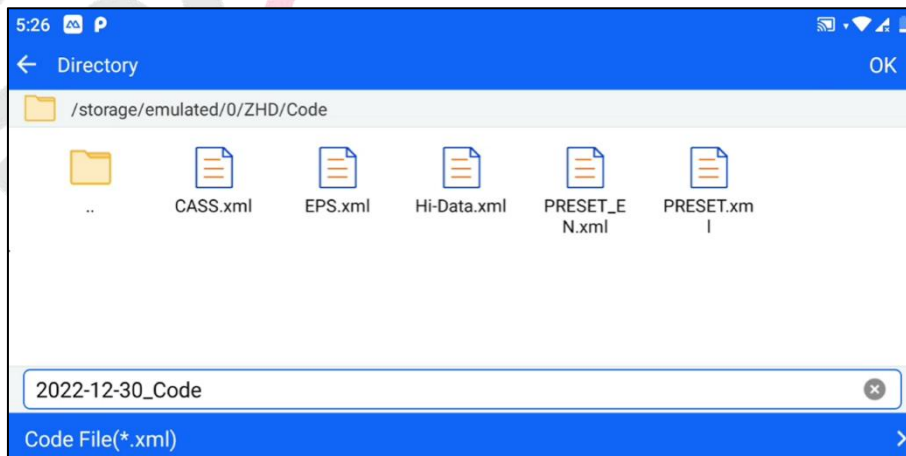 5:26
Directory
OK
/storage/emulated/0/ZHD/Code
..
CASS.xml
EPS.xml
Hi-Data.xml
PRESET_E
N.xml
PRESET.xm
l
2022-12-30_Code
Code File(*.xml)